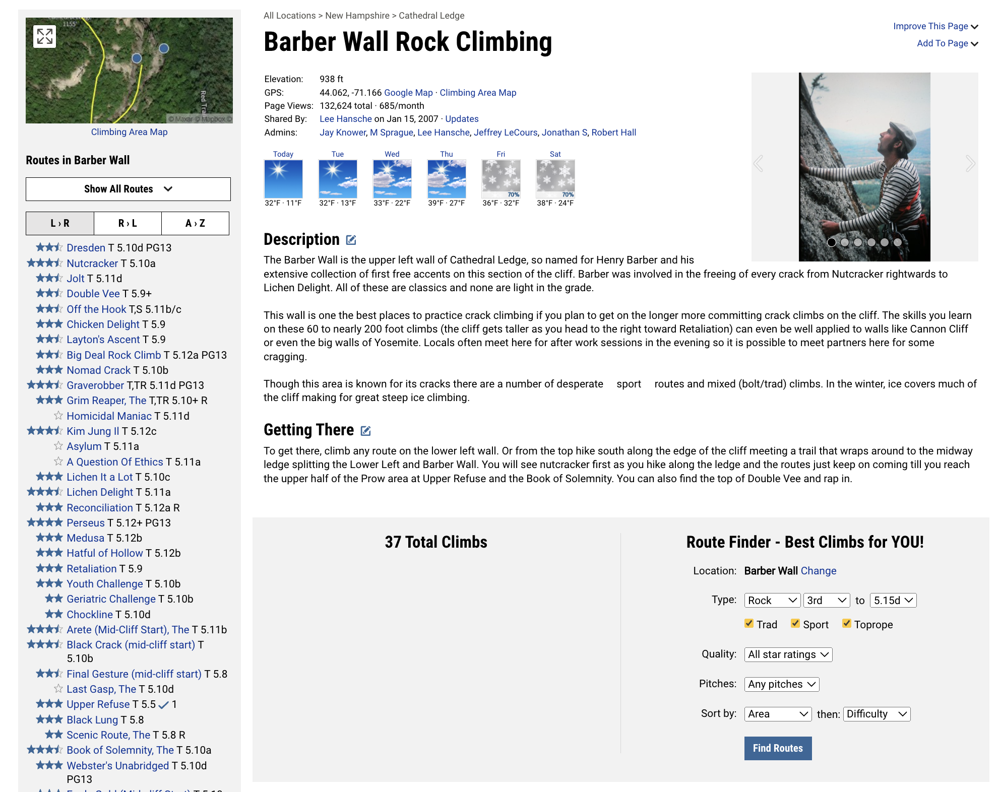 1155'
Red Trail
© Maxar © Mapbox ©
Climbing Area Map
Routes in Barber Wall
Show All Routes
L › R
R › L
A › Z
Dresden T 5.10d PG13
Nutcracker T 5.10a
Jolt T 5.11d
Double Vee T 5.9+
Off the Hook T,S 5.11b/c
Chicken Delight T 5.9
Layton's Ascent T 5.9
Big Deal Rock Climb T 5.12a PG13
Nomad Crack T 5.10b
Graverobber T,TR 5.11d PG13
Grim Reaper, The T,TR 5.10+ R
Homicidal Maniac T 5.11d
Kim Jung Il T 5.12c
Asylum T 5.11a
A Question Of Ethics T 5.11a
Lichen It a Lot T 5.10c
Lichen Delight T 5.11a
Reconciliation T 5.12a R
Perseus T 5.12+ PG13
Medusa T 5.12b
Hatful of Hollow T 5.12b
Retaliation T 5.9
Youth Challenge T 5.10b
Geriatric Challenge T 5.10b
Chockline T 5.10d
Arete (Mid-Cliff Start), The T 5.11b
Black Crack (mid-cliff start) T
5.10b
Final Gesture (mid-cliff start) T 5.8
Last Gasp, The T 5.10d
Upper Refuse T 5.5 ✓ 1
Black Lung T 5.8
Scenic Route, The T 5.8 R
Book of Solemnity, The T 5.10a
Webster's Unabridged T 5.10d
PG13
All Locations > New Hampshire > Cathedral Ledge
Barber Wall Rock Climbing
Improve This Page
Add To Page
Elevation: 938 ft
GPS: 44.062, -71.166 Google Map · Climbing Area Map
Page Views: 132,624 total · 685/month
Shared By: Lee Hansche on Jan 15, 2007 · Updates
Admins: Jay Knower, M Sprague, Lee Hansche, Jeffrey LeCours, Jonathan S, Robert Hall
Today Tue Wed Thu Fri Sat
70% 70%
32°F · 11°F 32°F · 13°F 33°F · 22°F 39°F · 27°F 36°F · 32°F 38°F · 24°F
Description
The Barber Wall is the upper left wall of Cathedral Ledge, so named for Henry Barber and his
extensive collection of first free accents on this section of the cliff. Barber was involved in the freeing of every crack from Nutcracker rightwards to
Lichen Delight. All of these are classics and none are light in the grade.
This wall is one the best places to practice crack climbing if you plan to get on the longer more committing crack climbs on the cliff. The skills you learn
on these 60 to nearly 200 foot climbs (the cliff gets taller as you head to the right toward Retaliation) can even be well applied to walls like Cannon Cliff
or even the big walls of Yosemite. Locals often meet here for after work sessions in the evening so it is possible to meet partners here for some
cragging.
Though this area is known for its cracks there are a number of desperate sport routes and mixed (bolt/trad) climbs. In the winter, ice covers much of
the cliff making for great steep ice climbing.
Getting There
To get there, climb any route on the lower left wall. Or from the top hike south along the edge of the cliff meeting a trail that wraps around to the midway
ledge splitting the Lower Left and Barber Wall. You will see nutcracker first as you hike along the ledge and the routes just keep on coming till you reach
the upper half of the Prow area at Upper Refuse and the Book of Solemnity. You can also find the top of Double Vee and rap in.
37 Total Climbs
Route Finder - Best Climbs for YOU!
Location: Barber Wall Change
Type: Rock 3rd to 5.15d
Trad Sport Toprope
Quality: All star ratings
Pitches: Any pitches
Sort by: Area then: Difficulty
Find Routes